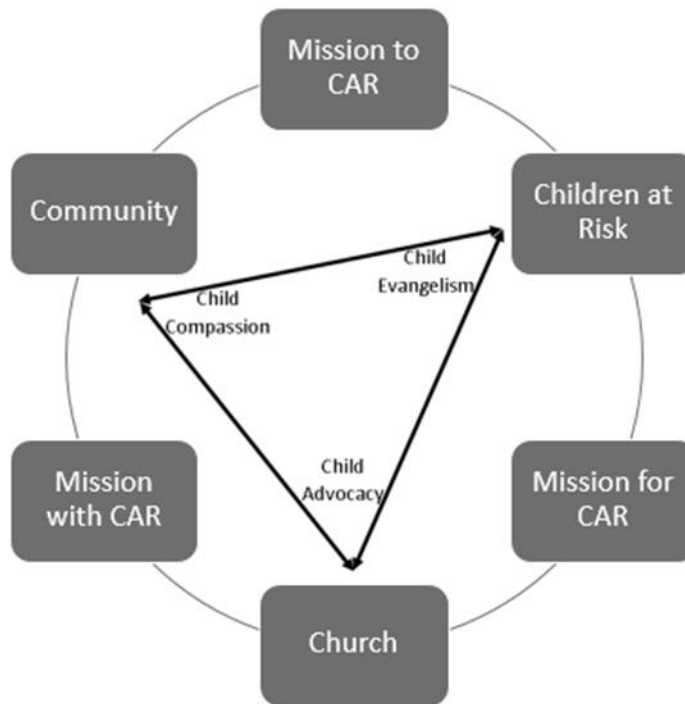 Mission to
CAR
Community
Children at
Risk
Child
Evangelism
Child
Compassion
Child
Advocacy
Mission
with CAR
Mission for
CAR
Church